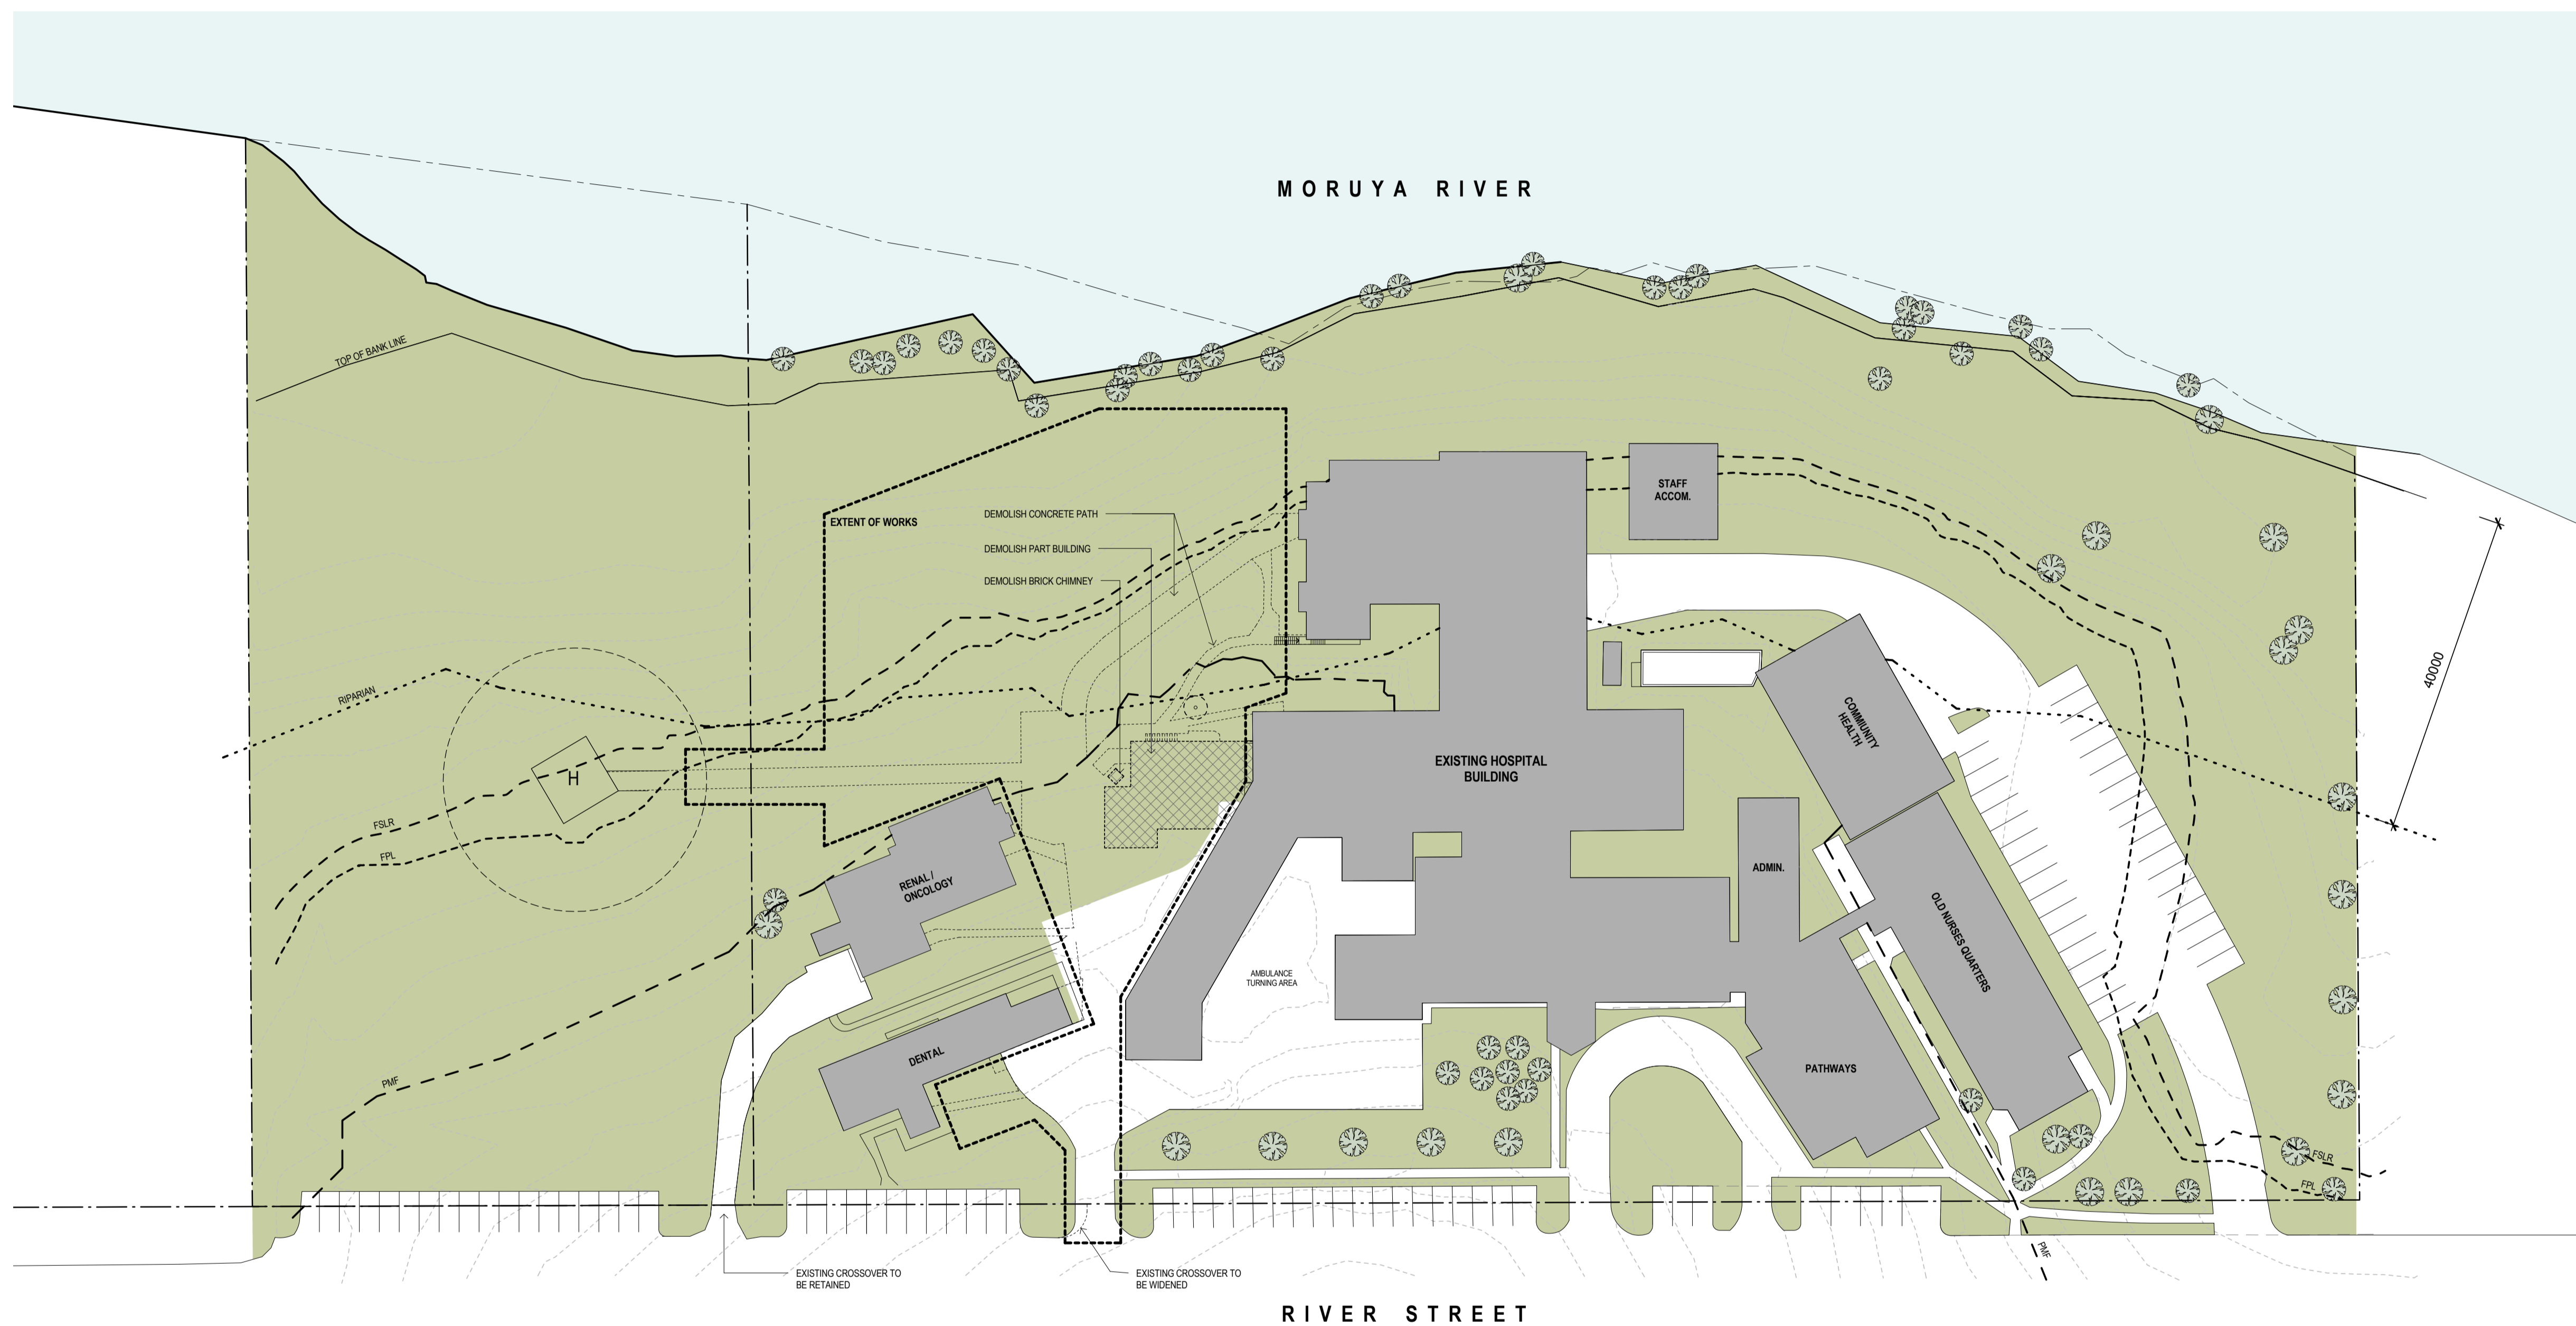 MORUYA RIVER
TOP OF BANK LINE
STAFF
ACCOM.
EXTENT OF WORKS
DEMOLISH CONCRETE PATH
DEMOLISH PART BUILDING
DEMOLISH BRICK CHIMNEY
40000
RIPARIAN
COMMUNITY
HEALTH
EXISTING HOSPITAL
BUILDING
H
FSLR
FPL
ADMIN.
RENAL /
ONCOLOGY
OLD NURSES QUARTERS
AMBULANCE
TURNING AREA
DENTAL
PATHWAYS
PMF
FSLR
FPL
PMF
EXISTING CROSSOVER TO
BE RETAINED
EXISTING CROSSOVER TO
BE WIDENED
RIVER STREET